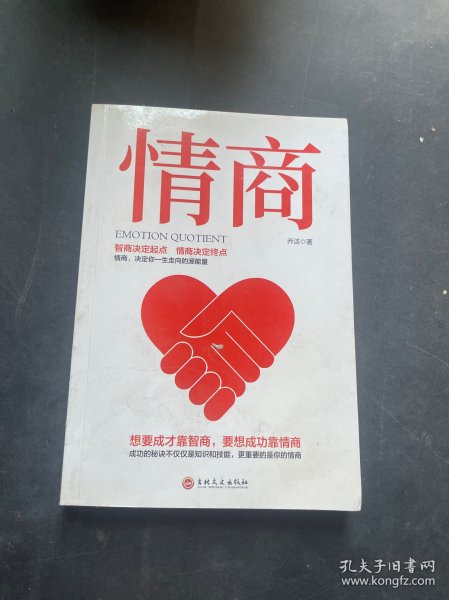 情商
EMOTION QUOTIENT
乔洁◎著
智商决定起点 情商决定终点
情商，决定你一生走向的源能量
想要成才靠智商，要想成功靠情商
成功的秘诀不仅仅是知识和技能，更重要的是你的情商
吉林文史出版社
孔夫子旧书网
www.kongfz.com